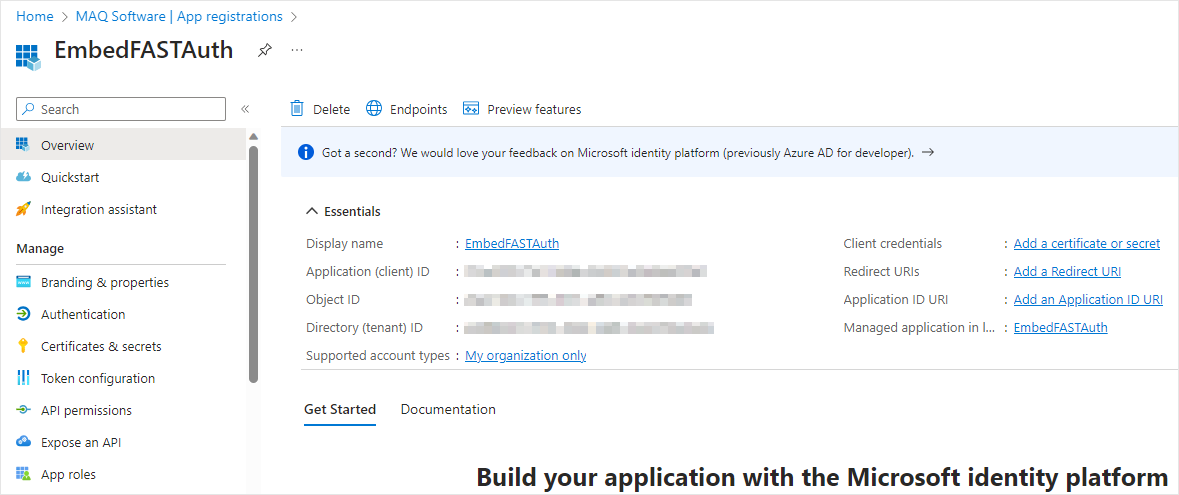 Home > MAQ Software | App registrations >
EmbedFASTAuth
Search
Overview
Quickstart
Integration assistant
Manage
Branding & properties
Authentication
Certificates & secrets
Token configuration
API permissions
Expose an API
App roles
Delete Endpoints Preview features
Got a second? We would love your feedback on Microsoft identity platform (previously Azure AD for developer).
Essentials
Display name : EmbedFASTAuth
Application (client) ID :
Object ID :
Directory (tenant) ID :
Supported account types : My organization only
Client credentials : Add a certificate or secret
Redirect URIs : Add a Redirect URI
Application ID URI : Add an Application ID URI
Managed application in l... : EmbedFASTAuth
Get Started Documentation
Build your application with the Microsoft identity platform